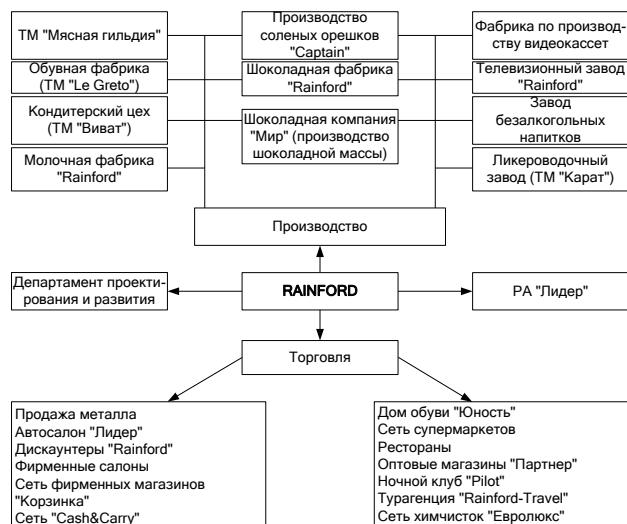 ТМ "Мясная гильдия"
Производство
соленых орешков
"Captain"
Фабрика по производ-
ству видеокассет
Обувная фабрика
(ТМ "Le Greto")
Шоколадная фабрика
"Rainford"
Телевизионный завод
"Rainford"
Кондитерский цех
(ТМ "Виват")
Шоколадная компания
"Мир" (производство
шоколадной массы)
Завод
безалкогольных
напитков
Молочная фабрика
"Rainford"
Ликероводочный
завод (ТМ "Карат")
Производство
Департамент проекти-
рования и развития
RAINFORD
РА "Лидер"
Торговля
Продажа металла
Автосалон "Лидер"
Дискаунтеры "Rainford"
Фирменные салоны
Сеть фирменных магазинов
"Корзинка"
Сеть "Cash&Carry"
Дом обуви "Юность"
Сеть супермаркетов
Рестораны
Оптовые магазины "Партнер"
Ночной клуб "Pilot"
Турагенция "Rainford-Travel"
Сеть химчисток "Евролюкс"